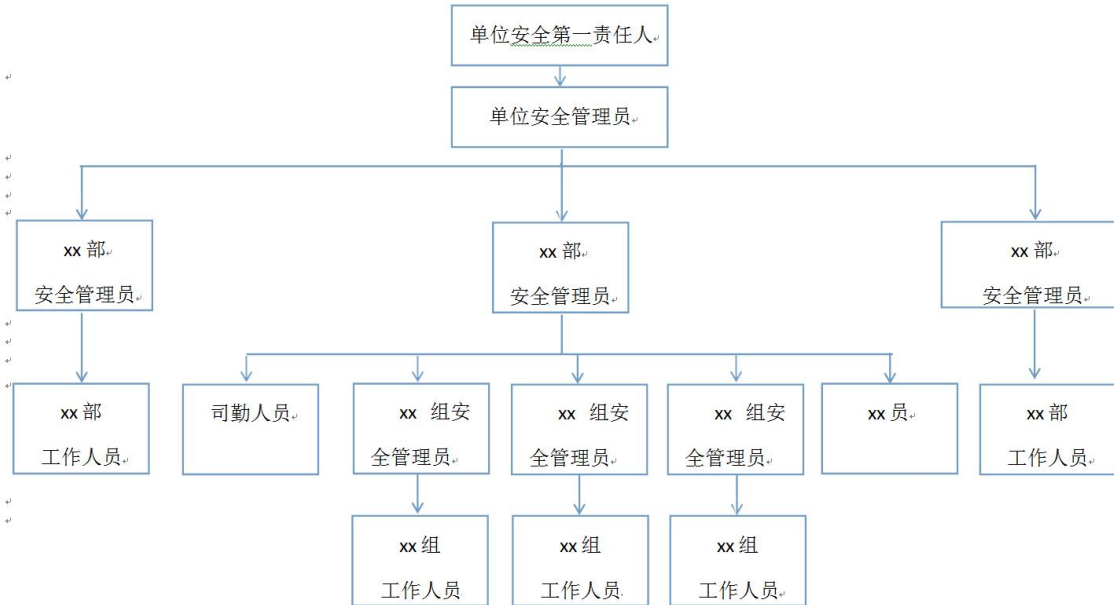 单位安全第一责任人
单位安全管理员
xx 部
安全管理员
xx 部
安全管理员
xx 部
安全管理员
xx 部
工作人员
司勤人员
xx 组安
全管理员
xx 组安
全管理员
xx 组安
全管理员
xx 员
xx 部
工作人员
xx 组
工作人员
xx 组
工作人员
xx 组
工作人员